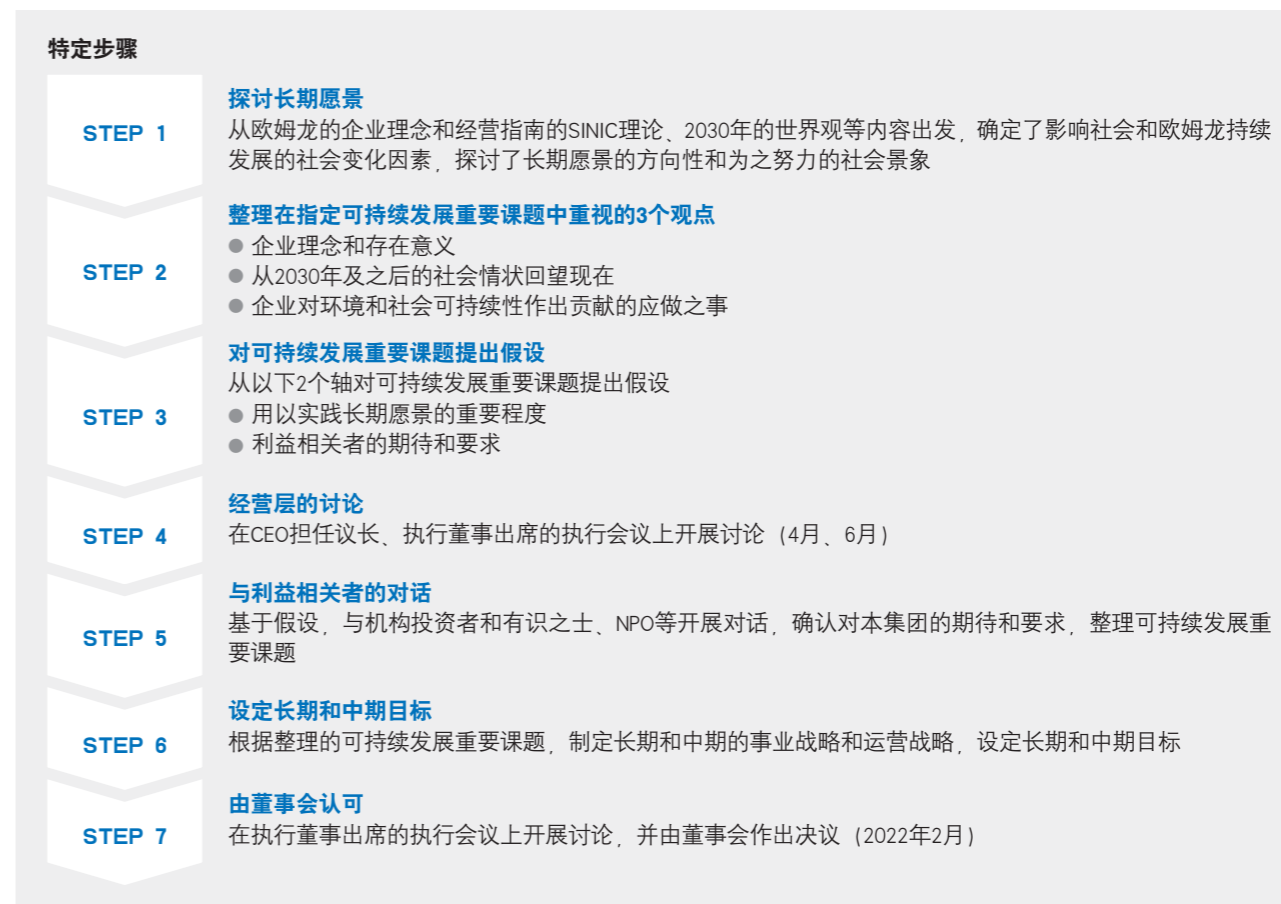 特定步骤
STEP 1
探讨长期愿景
从欧姆龙的企业理念和经营指南的SINIC理论、2030年的世界观等内容出发，确定了影响社会和欧姆龙持续
发展的社会变化因素，探讨了长期愿景的方向性和为之努力的社会景象
STEP 2
整理在指定可持续发展重要课题中重视的3个观点
● 企业理念和存在意义
● 从2030年及之后的社会情状回望现在
● 企业对环境和社会可持续性作出贡献的应做之事
STEP 3
对可持续发展重要课题提出假设
从以下2个轴对可持续发展重要课题提出假设
● 用以实践长期愿景的重要程度
● 利益相关者的期待和要求
STEP 4
经营层的讨论
在CEO担任议长、执行董事出席的执行会议上开展讨论（4月、6月）
STEP 5
与利益相关者的对话
基于假设，与机构投资者和有识之士、NPO等开展对话，确认对本集团的期待和要求，整理可持续发展重
要课题
STEP 6
设定长期和中期目标
根据整理的可持续发展重要课题，制定长期和中期的事业战略和运营战略，设定长期和中期目标
STEP 7
由董事会认可
在执行董事出席的执行会议上开展讨论，并由董事会作出决议（2022年2月）